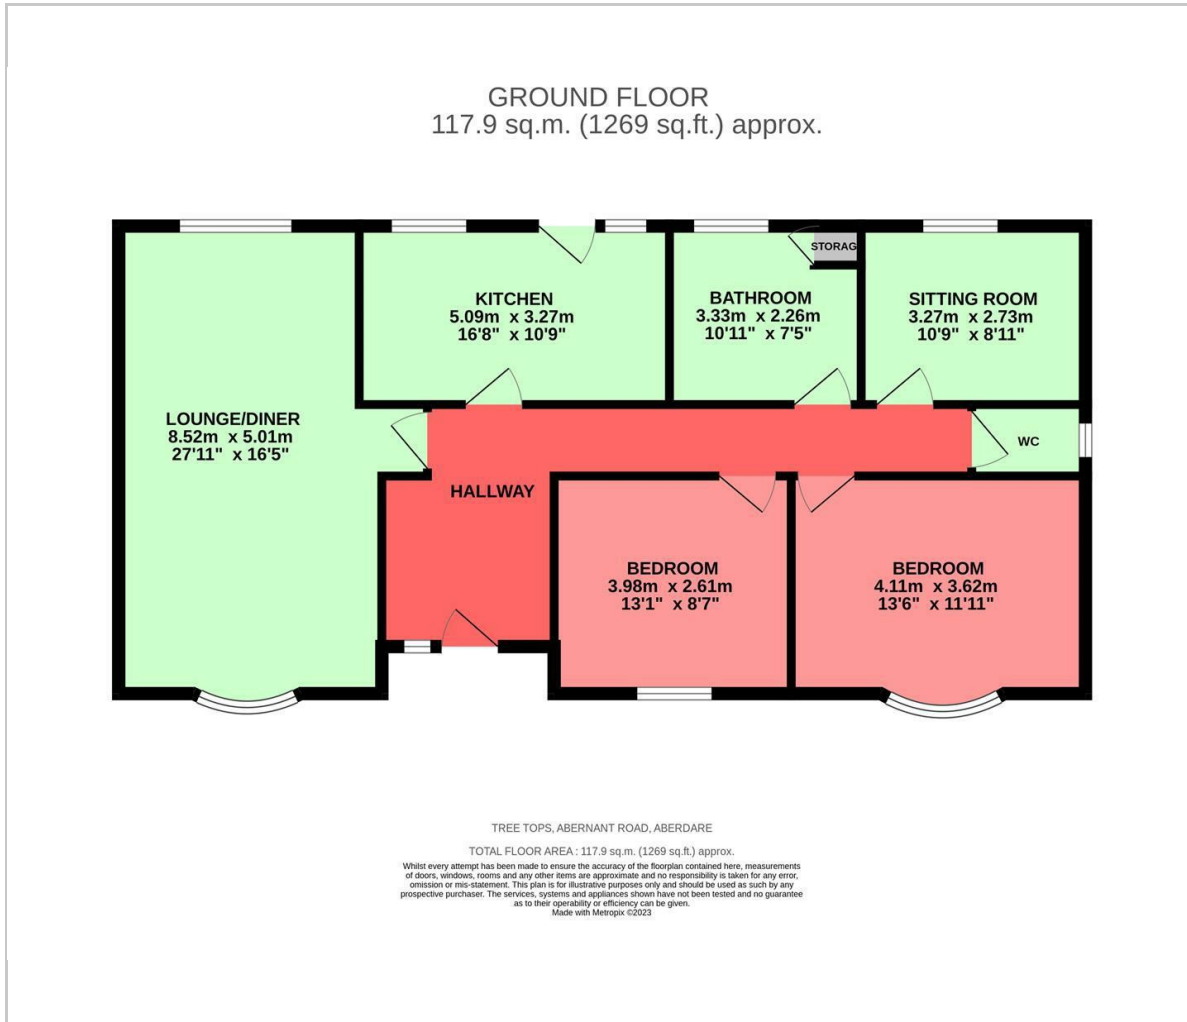 GROUND FLOOR
117.9 sq.m. (1269 sq.ft.) approx.
STORAG
KITCHEN
5.09m x 3.27m
16'8" x 10'9"
BATHROOM
3.33m x 2.26m
10'11" x 7'5"
SITTING ROOM
3.27m x 2.73m
10'9" x 8'11"
LOUNGE/DINER
8.52m x 5.01m
27'11" x 16'5"
WC
HALLWAY
BEDROOM
3.98m x 2.61m
13'1" x 8'7"
BEDROOM
4.11m x 3.62m
13'6" x 11'11"
TREE TOPS, ABERNANT ROAD, ABERDARE
TOTAL FLOOR AREA : 117.9 sq.m. (1269 sq.ft.) approx.
Whilst every attempt has been made to ensure the accuracy of the floorplan contained here, measurements
of doors, windows, rooms and any other items are approximate and no responsibility is taken for any error,
omission or mis-statement. This plan is for illustrative purposes only and should be used as such by any
prospective purchaser. The services, systems and appliances shown have not been tested and no guarantee
as to their operability or efficiency can be given.
Made with Metropix ©2023